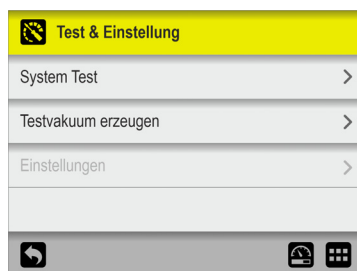 Test & Einstellung
System Test
Testvakuum erzeugen
Einstellungen